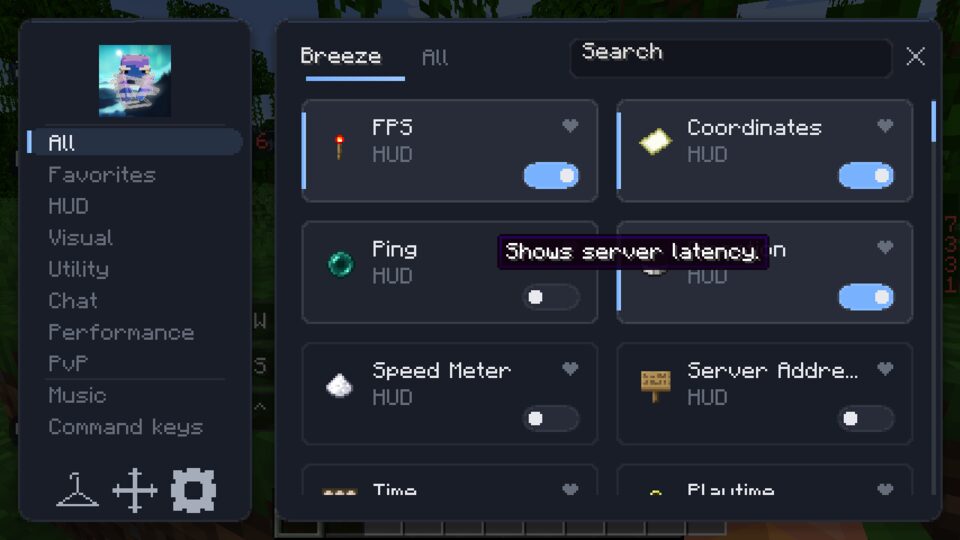 All
Favorites
HUD
Visual
Utility
Chat
Performance
PvP
Music
Command keys
Breeze
All
Search
FPS
HUD
Coordinates
HUD
Ping
HUD
Shows server latency.
HUD
Speed Meter
HUD
Server Addre...
HUD
Time
Playtime
W
S